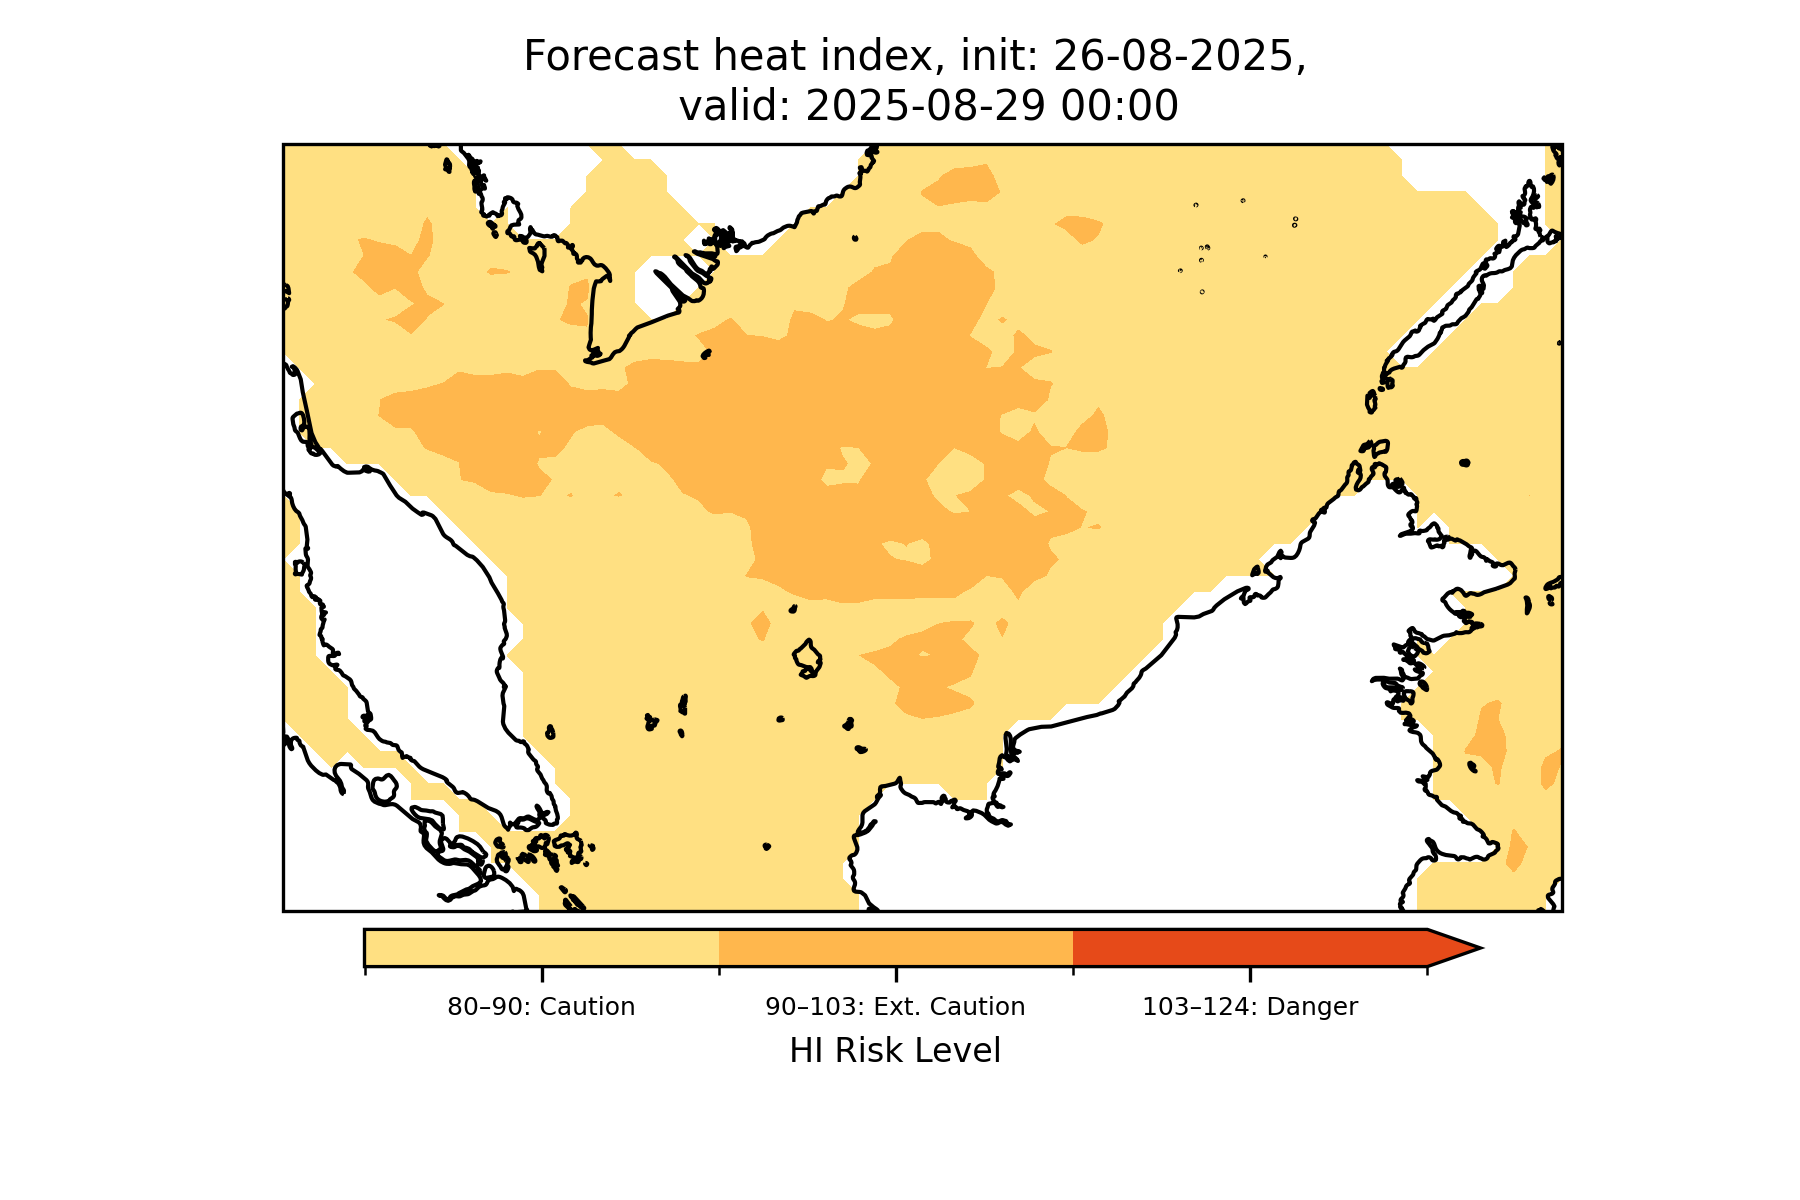 Forecast heat index, init: 26-08-2025,
valid: 2025-08-29 00:00
80–90: Caution
90–103: Ext. Caution
103–124: Danger
HI Risk Level